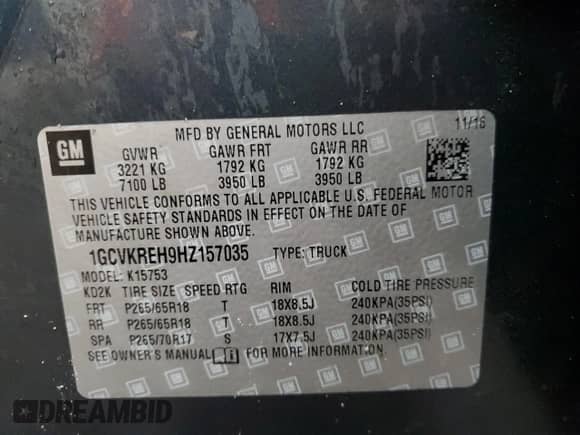 GM
MFD BY GENERAL MOTORS LLC
11/16
GVWR GAWR FRT GAWR RR
3221 KG 1792 KG 1792 KG
7100 LB 3950 LB 3950 LB
THIS VEHICLE CONFORMS TO ALL APPLICABLE U.S. FEDERAL MOTOR
VEHICLE SAFETY STANDARDS IN EFFECT ON THE DATE OF
MANUFACTURE SHOWN ABOVE.
1GCVKREH9HZ157035 TYPE: TRUCK
MODEL: K15753
KD2K TIRE SIZE SPEED RTG RIM COLD TIRE PRESSURE
FRT P265/65R18 T 18X8.5J 240KPA(35PSI)
RR P265/65R18 T 18X8.5J 240KPA(35PSI)
SPA P265/70R17 S 17X7.5J 240KPA(35PSI)
SEE OWNER'S MANUAL
DREAMBID